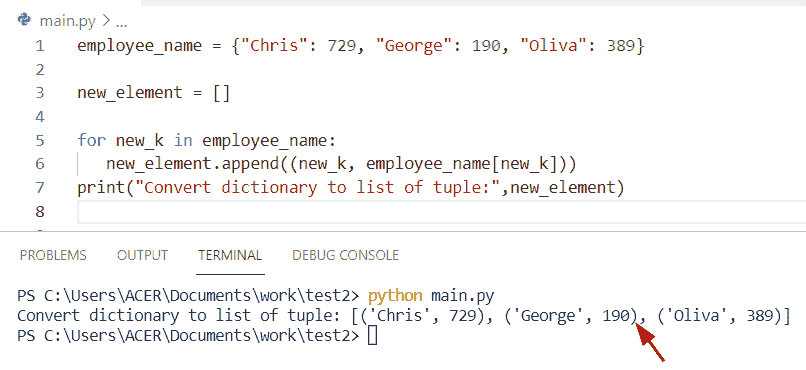 main.py > ...
1 employee_name = {"Chris": 729, "George": 190, "Oliva": 389}
2
3 new_element = []
4
5 for new_k in employee_name:
6 new_element.append((new_k, employee_name[new_k]))
7 print("Convert dictionary to list of tuple:",new_element)
8
PROBLEMS OUTPUT TERMINAL DEBUG CONSOLE
PS C:\Users\ACER\Documents\work\test2> python main.py
Convert dictionary to list of tuple: [('Chris', 729), ('George', 190), ('Oliva', 389)]
PS C:\Users\ACER\Documents\work\test2>